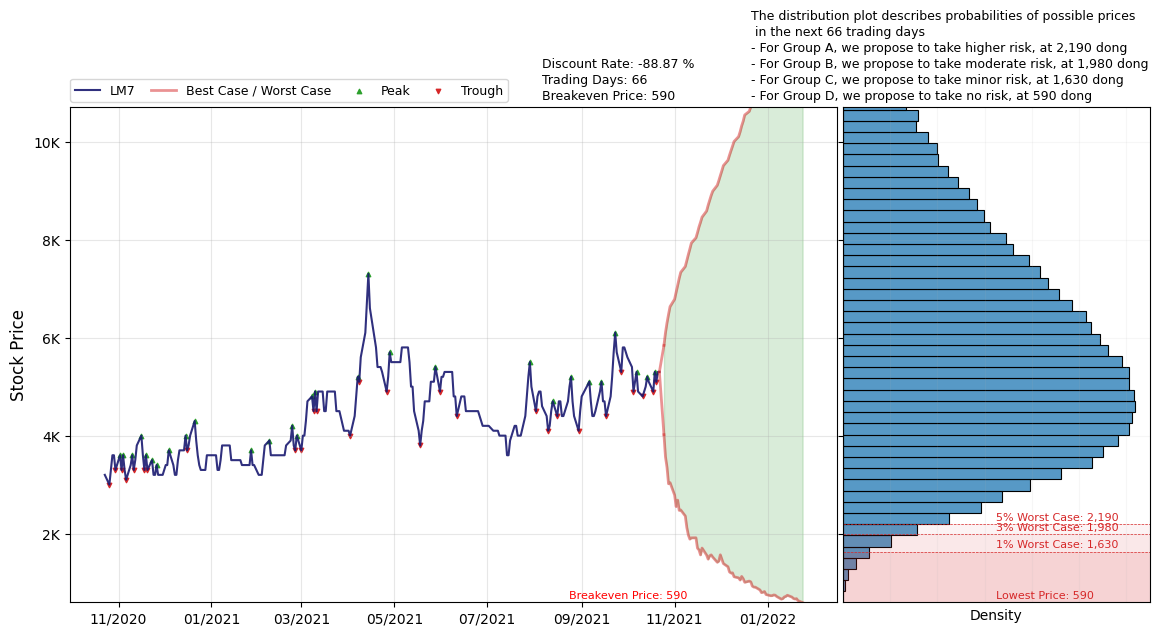 The distribution plot describes probabilities of possible prices
in the next 66 trading days
- For Group A, we propose to take higher risk, at 2,190 dong
- For Group B, we propose to take moderate risk, at 1,980 dong
- For Group C, we propose to take minor risk, at 1,630 dong
- For Group D, we propose to take no risk, at 590 dong
Discount Rate: -88.87 %
Trading Days: 66
Breakeven Price: 590
LM7
Best Case / Worst Case
Peak
Trough
Stock Price
10K
8K
6K
4K
2K
11/2020
01/2021
03/2021
05/2021
07/2021
09/2021
11/2021
01/2022
Breakeven Price: 590
5% Worst Case: 2,190
3% Worst Case: 1,980
1% Worst Case: 1,630
Lowest Price: 590
Density